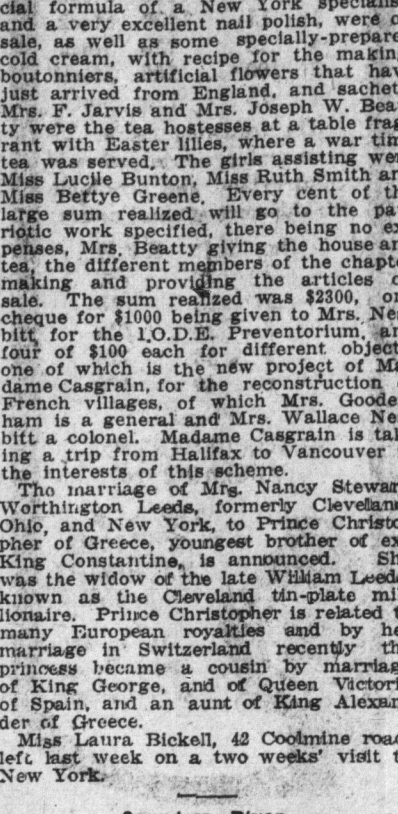 cial formula of a New York specialis
and a very excellent nail polish, were o
sale, as well as some specially-prepare
cold cream, with recipe for the making
boutonniers, artificial flowers that hav
just arrived from England, and sachet
Mrs. F. Jarvis and Mrs. Joseph W. Bea
ty were the tea hostesses at a table frag
rant with Easter lilies, where a war tim
tea was served. The girls assisting wer
Miss Lucile Bunton, Miss Ruth Smith an
Miss Bettye Greene. Every cent of th
large sum realized will go to the pa
riotic work specified, there being no ex
penses, Mrs. Beatty giving the house an
tea, the different members of the chapte
making and providing the articles o
sale. The sum realized was $2300, on
cheque for $1000 being given to Mrs. Nes
bitt, for the I.O.D.E. Preventorium, an
four of $100 each for different object
one of which is the new project of Ma
dame Casgrain, for the reconstruction
French villages, of which Mrs. Gooder
ham is a general and Mrs. Wallace Nes
bitt a colonel. Madame Casgrain is tak
ing a trip from Halifax to Vancouver
the interests of this scheme.
The marriage of Mrs. Nancy Stewar
Worthington Leeds, formerly Cleveland
Ohio, and New York, to Prince Christo
pher of Greece, youngest brother of ex
King Constantine, is announced. Sh
was the widow of the late William Leeds
known as the Cleveland tin-plate mil
lionaire. Prince Christopher is related t
many European royalties and by he
marriage in Switzerland recently th
princess became a cousin by marriag
of King George, and of Queen Victori
of Spain, and an aunt of King Alexan
der of Greece.
Miss Laura Bickell, 42 Coolmine road
left last week on a two weeks' visit t
New York.